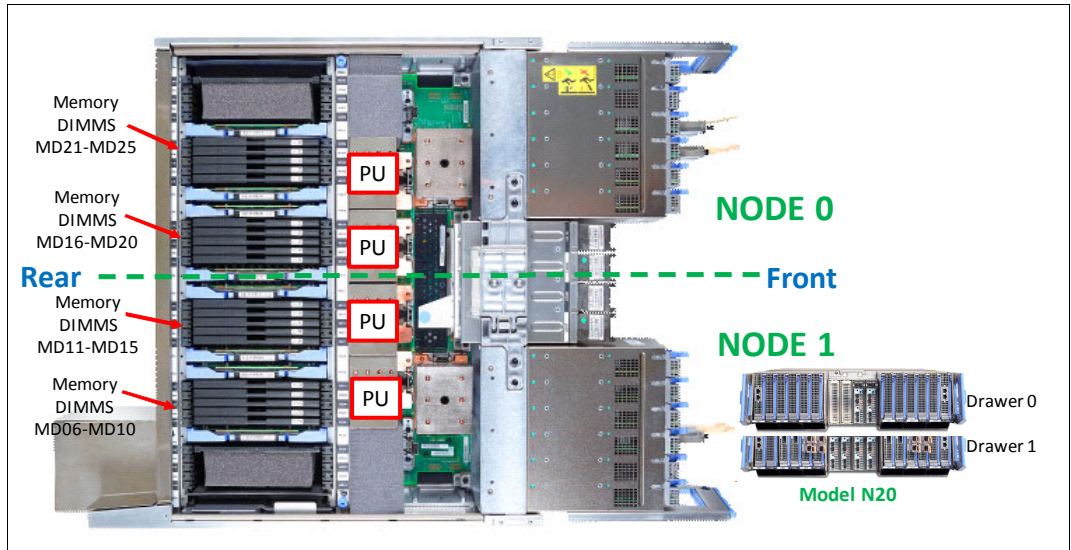 Memory
DIMMS
MD21-MD25
PU
Memory
DIMMS
MD16-MD20
PU
NODE 0
Rear
Front
Memory
DIMMS
MD11-MD15
PU
NODE 1
Memory
DIMMS
MD06-MD10
PU
Drawer 0
Drawer 1
Model N20